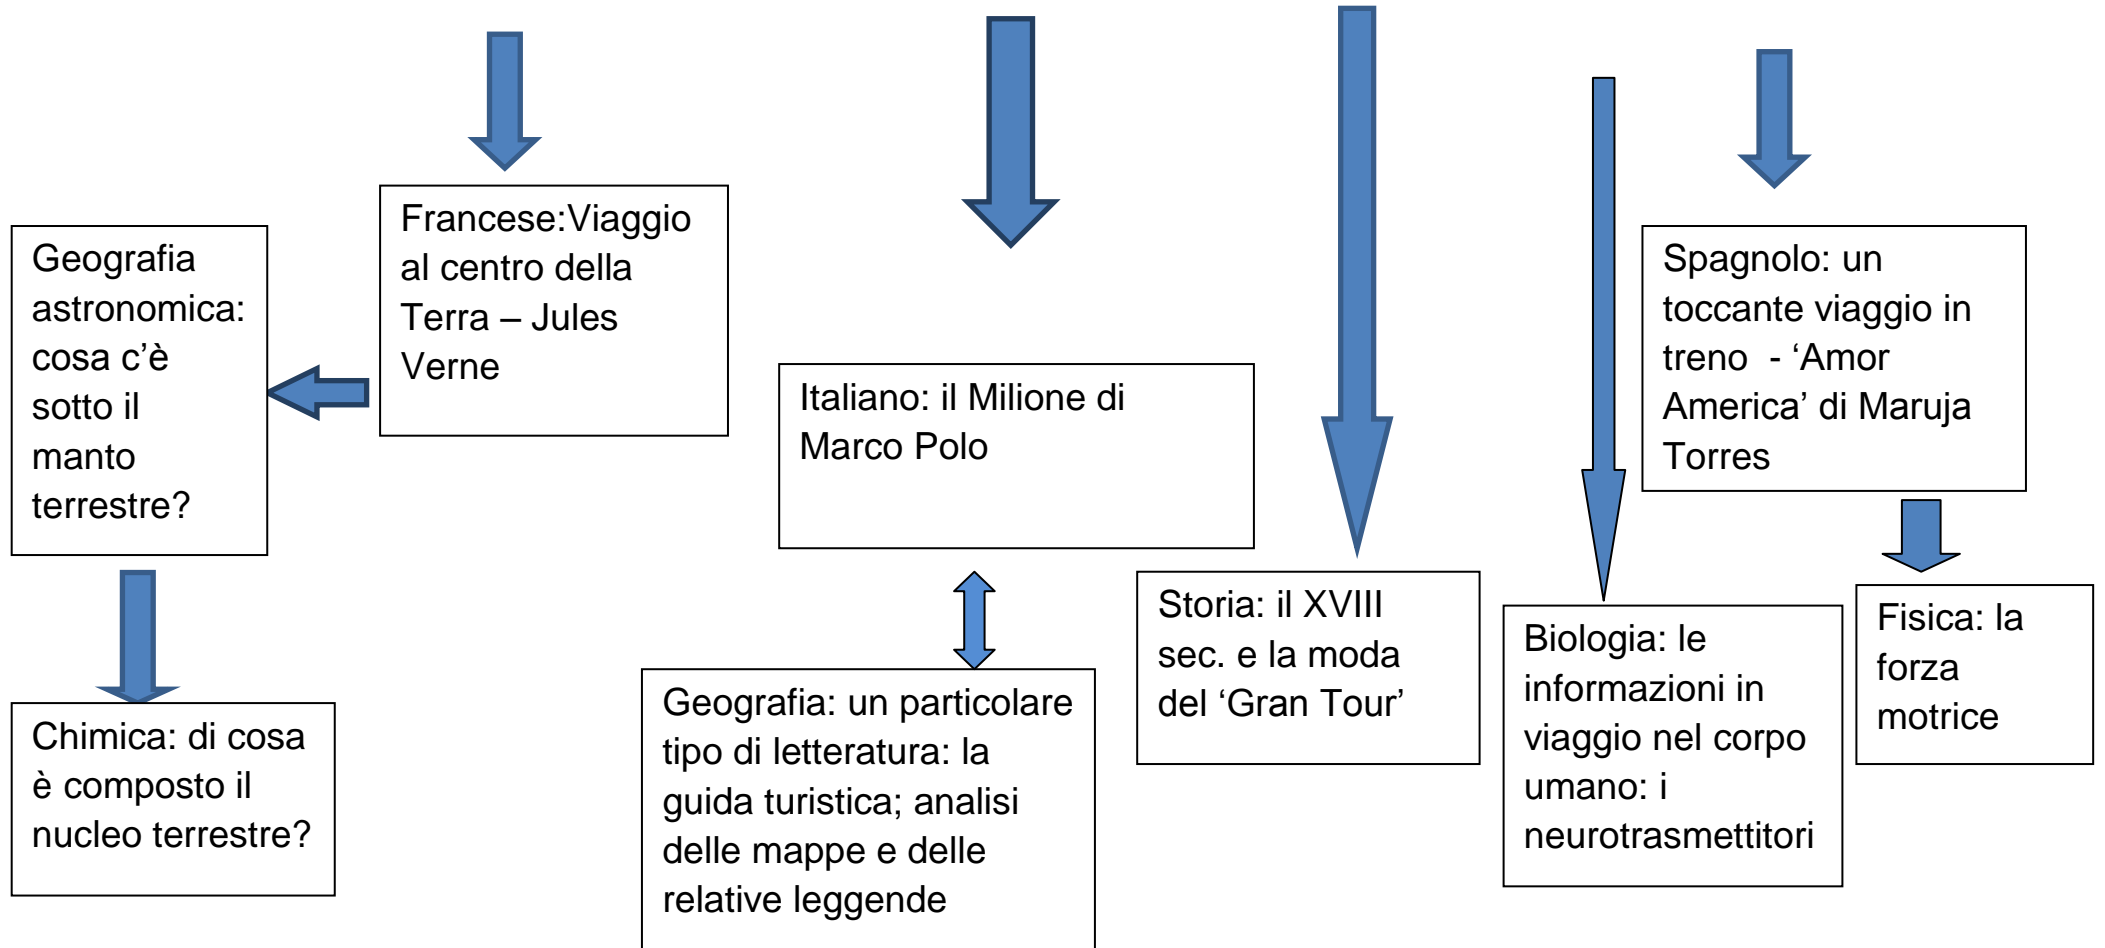 Francese:Viaggio
al centro della
Terra – Jules
Verne
Geografia
astronomica:
cosa c’è
sotto il
manto
terrestre?
Spagnolo: un
toccante viaggio in
treno  - ‘Amor
America’ di Maruja
Torres
Italiano: il Milione di
Marco Polo
Storia: il XVIII
sec. e la moda
del ‘Gran Tour’
Fisica: la
forza
motrice
Biologia: le
informazioni in
viaggio nel corpo
umano: i
neurotrasmettitori
Geografia: un particolare
tipo di letteratura: la
guida turistica; analisi
delle mappe e delle
relative leggende
Chimica: di cosa
è composto il
nucleo terrestre?